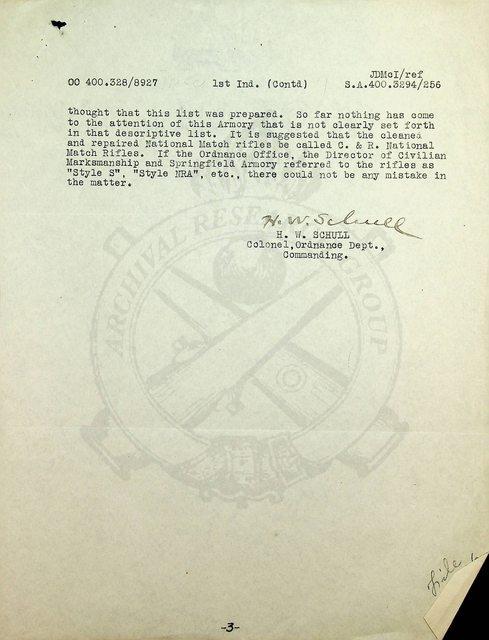 JDMcI/ref
OO 400.328/8927 1st Ind. (Contd) S.A.400.3294/256
thought that this list was prepared. So far nothing has come
to the attention of this Armory that is not clearly set forth
in that descriptive list. It is suggested that the cleaned
and repaired National Match rifles be called C. & R. National
Match Rifles. If the Ordnance Office, the Director of Civilian
Marksmanship and Springfield Armory referred to the rifles as
"Style S", "Style NRA", etc., there could not be any mistake in
the matter.
H. W. Schull
H. W. SCHULL
Colonel,Ordnance Dept.,
Commanding.
ARCHIVAL RESEARCH GROUP
file
-3-